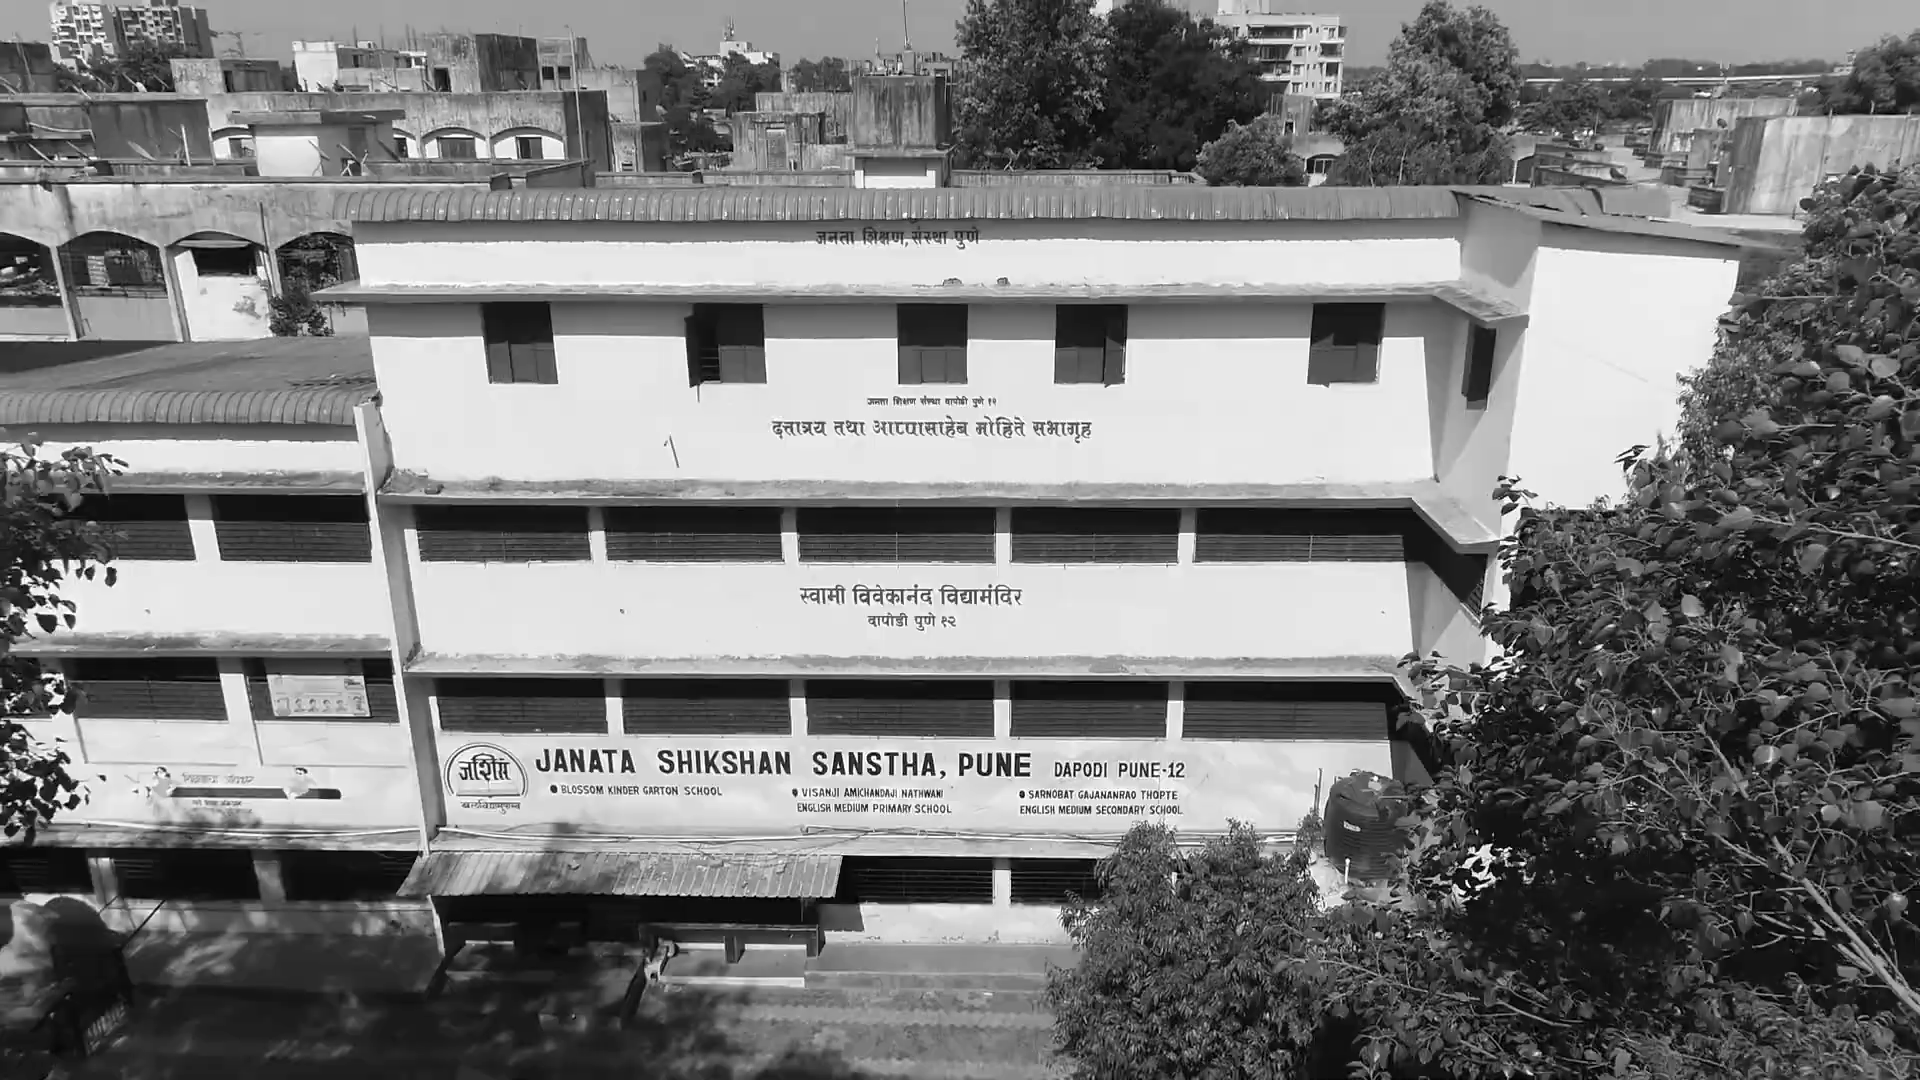 जनता शिक्षण संस्था पुणे
जनता शिक्षण संस्था दापोडी पुणे १२
दत्तात्रय तथा आप्पासाहेब मोहिते सभागृह
स्वामी विवेकानंद विद्यामंदिर
दापोडी पुणे १२
जशिसं
JANATA SHIKSHAN SANSTHA, PUNE DAPODI PUNE-12
BLOSSOM KINDER GARTON SCHOOL
VISANJI AMICHANDAJI NATHWANI
ENGLISH MEDIUM PRIMARY SCHOOL
SARNOBAT GAJANANRAO THOPTE
ENGLISH MEDIUM SECONDARY SCHOOL